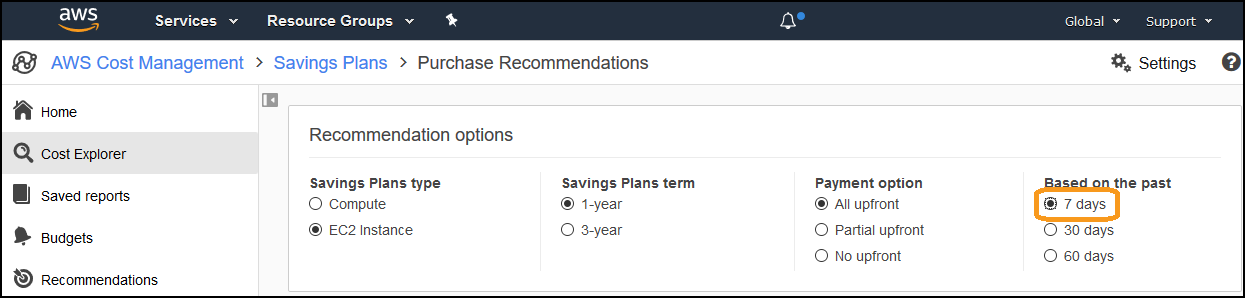 aws Services Resource Groups Global Support
AWS Cost Management > Savings Plans > Purchase Recommendations Settings ?
Home
Cost Explorer
Saved reports
Budgets
Recommendations
Recommendation options
Savings Plans type
Compute
EC2 Instance
Savings Plans term
1-year
3-year
Payment option
All upfront
Partial upfront
No upfront
Based on the past
7 days
30 days
60 days